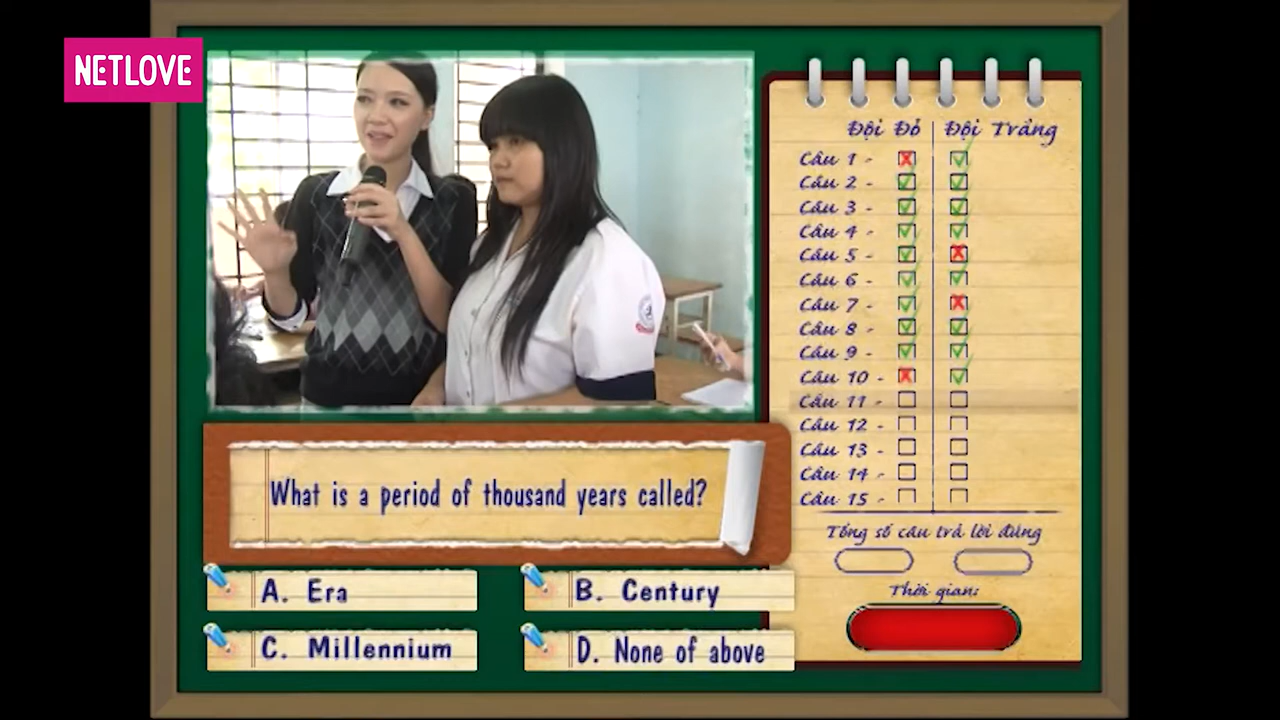 NETLOVE
Đội Đỏ Đội Trắng
Câu 1 -
Câu 2 -
Câu 3 -
Câu 4 -
Câu 5 -
Câu 6 -
Câu 7 -
Câu 8 -
Câu 9 -
Câu 10 -
Câu 11 -
Câu 12 -
Câu 13 -
Câu 14 -
Câu 15 -
Tổng số câu trả lời đúng
Thời gian:
What is a period of thousand years called?
A. Era
B. Century
C. Millennium
D. None of above